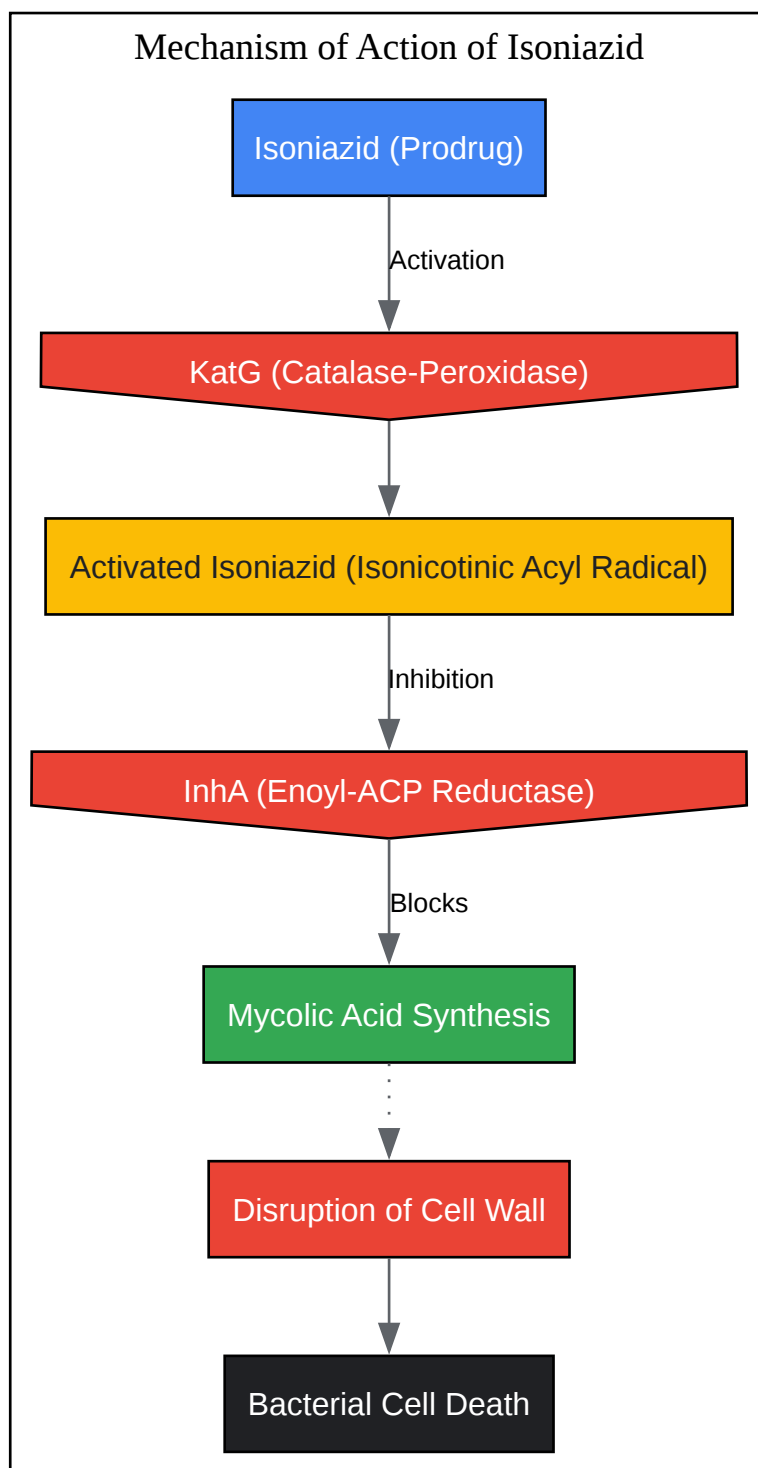 Mechanism of Action of Isoniazid
Isoniazid (Prodrug)
Activation
KatG (Catalase-Peroxidase)
Activated Isoniazid (Isonicotinic Acyl Radical)
Inhibition
InhA (Enoyl-ACP Reductase)
Blocks
Mycolic Acid Synthesis
Disruption of Cell Wall
Bacterial Cell Death